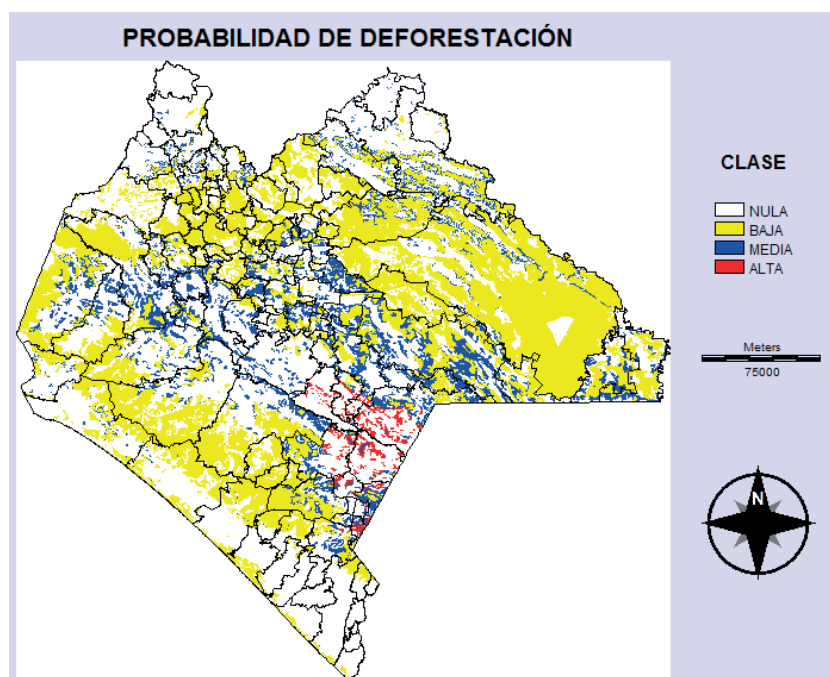 PROBABILIDAD DE DEFORESTACIÓN
CLASE
NULA
BAJA
MEDIA
ALTA
Meters
75000
N